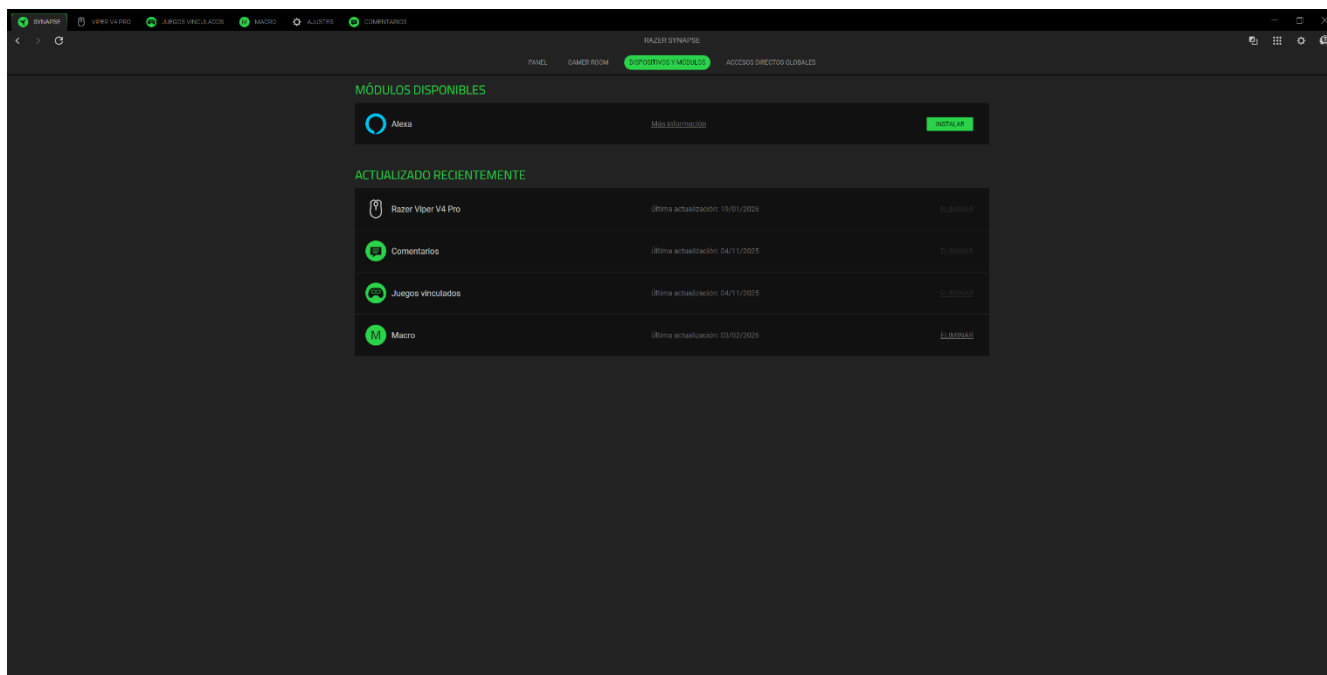 SYNAPSE VIPER V4 PRO JUEGOS VINCULADOS MACRO AJUSTES COMENTARIOS
RAZER SYNAPSE
PANEL GAMER ROOM DISPOSITIVOS Y MÓDULOS ACCESOS DIRECTOS GLOBALES
MÓDULOS DISPONIBLES
Alexa Más información INSTALAR
ACTUALIZADO RECIENTEMENTE
Razer Viper V4 Pro Última actualización: 19/01/2026 ELIMINAR
Comentarios Última actualización: 04/11/2025 ELIMINAR
Juegos vinculados Última actualización: 04/11/2025 ELIMINAR
M Macro Última actualización: 03/02/2026 ELIMINAR